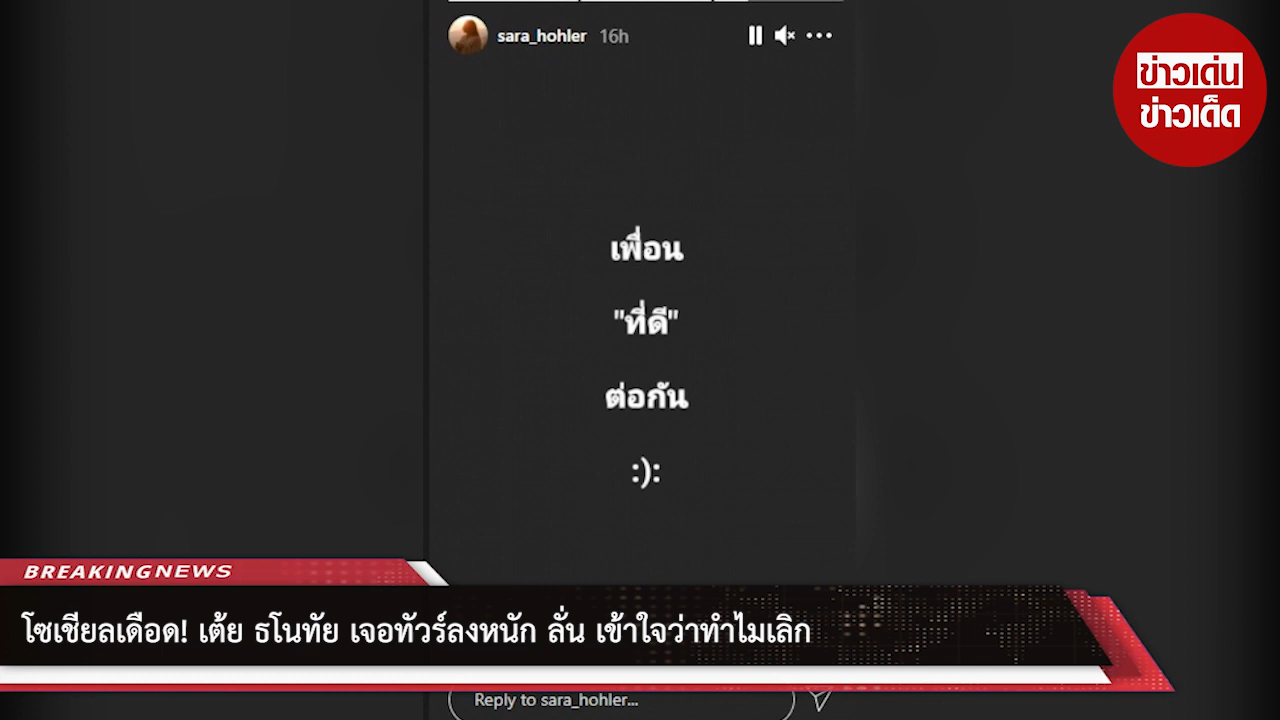 sara_hohler 16h
ข่าวเด่น
ข่าวเด็ด
เพื่อน
"ที่ดี"
ต่อกัน
:):
BREAKINGNEWS
โซเชียลเดือด! เต้ย ธโนทัย เจอทัวร์ลงหนัก ลั่น เข้าใจว่าทำไมเลิก
Reply to sara_hohler...